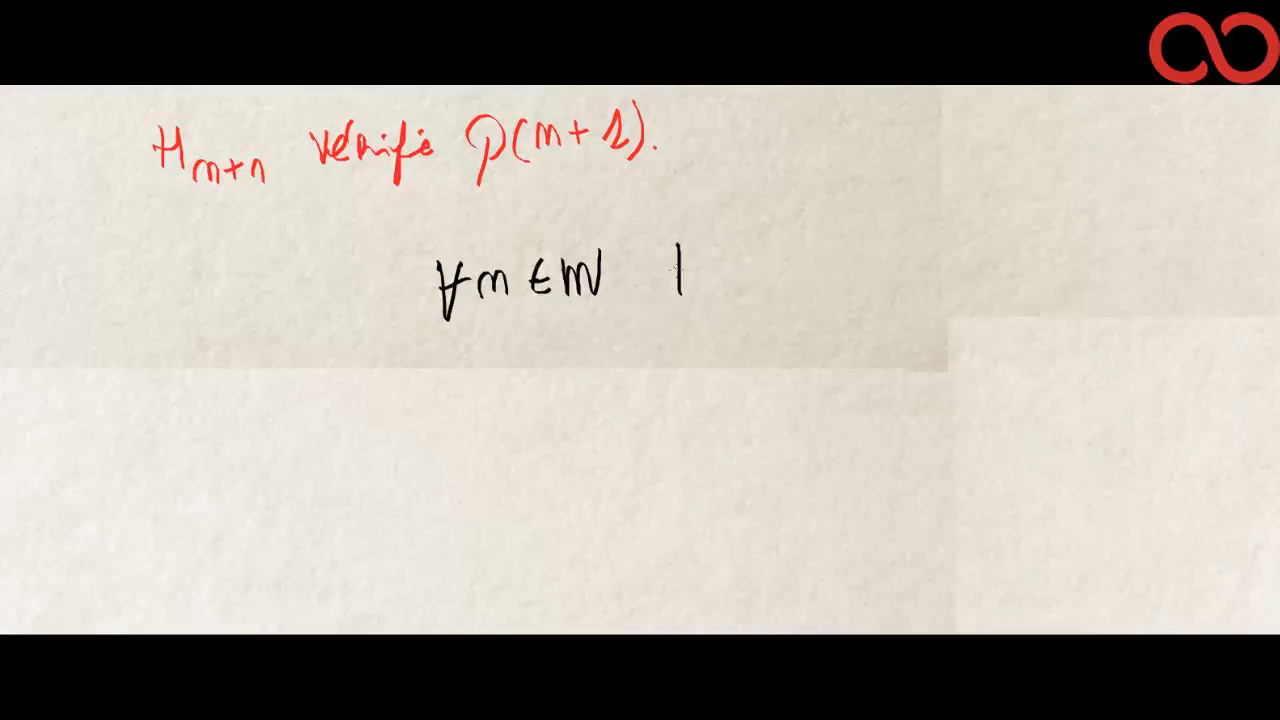 H_{n+1} vérifie P(n+1).
∀n ∈ ℕ |